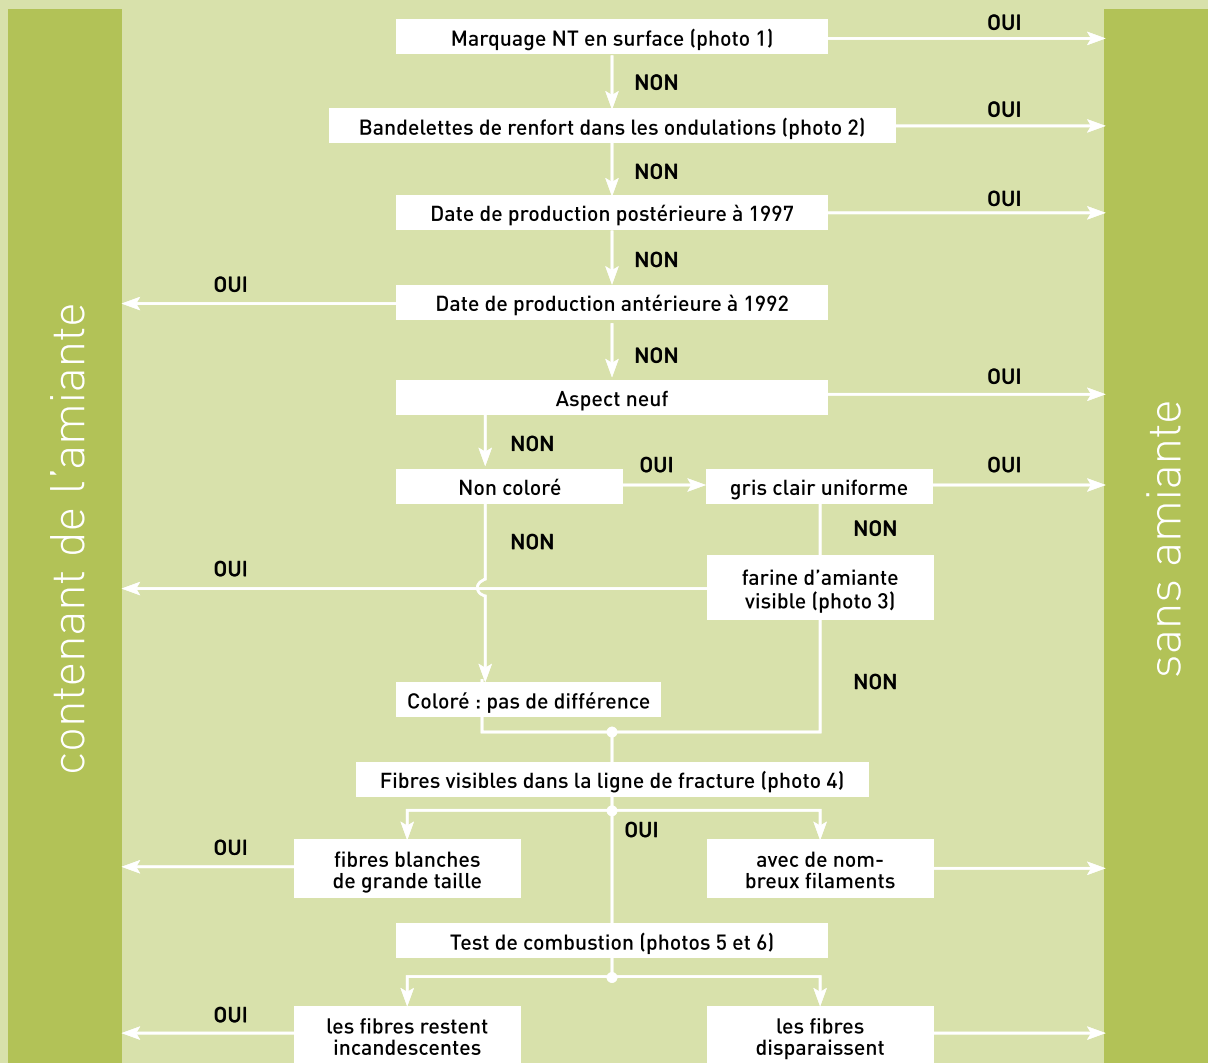 Marquage NT en surface (photo 1)
OUI
NON
Bandelettes de renfort dans les ondulations (photo 2)
OUI
NON
Date de production postérieure à 1997
OUI
NON
Date de production antérieure à 1992
OUI
NON
Aspect neuf
OUI
NON
Non coloré
OUI
gris clair uniforme
OUI
NON
NON
farine d'amiante
visible (photo 3)
OUI
NON
Coloré : pas de différence
Fibres visibles dans la ligne de fracture (photo 4)
OUI
fibres blanches
de grande taille
OUI
avec de nom-
breux filaments
Test de combustion (photos 5 et 6)
les fibres restent
incandescentes
OUI
les fibres
disparaissent
contenant de l'amiante
sans amiante